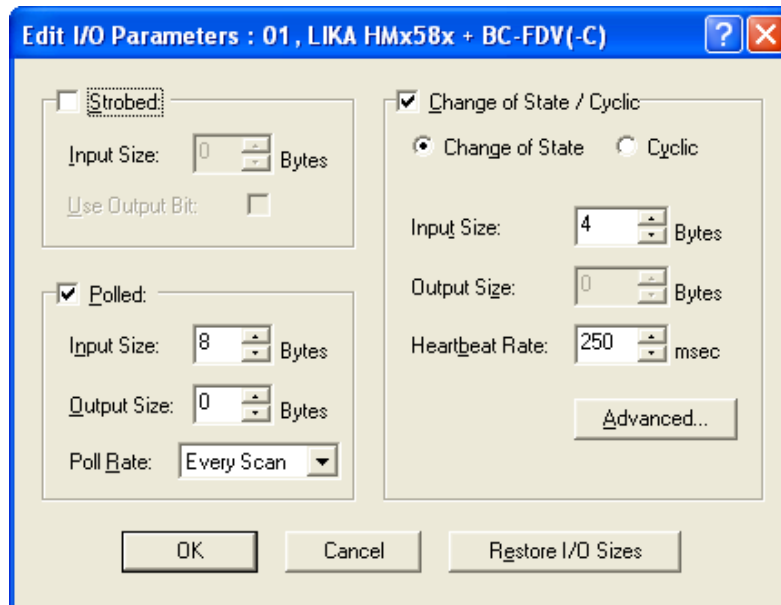 Edit I/O Parameters : 01, LIKA HMx58x + BC-FDV(-C)
?
Strobed:
Input Size: 0 Bytes
Use Output Bit:
Polled:
Input Size: 8 Bytes
Output Size: 0 Bytes
Poll Rate: Every Scan
Change of State / Cyclic
Change of State Cyclic
Input Size: 4 Bytes
Output Size: 0 Bytes
Heartbeat Rate: 250 msec
Advanced...
OK Cancel Restore I/O Sizes